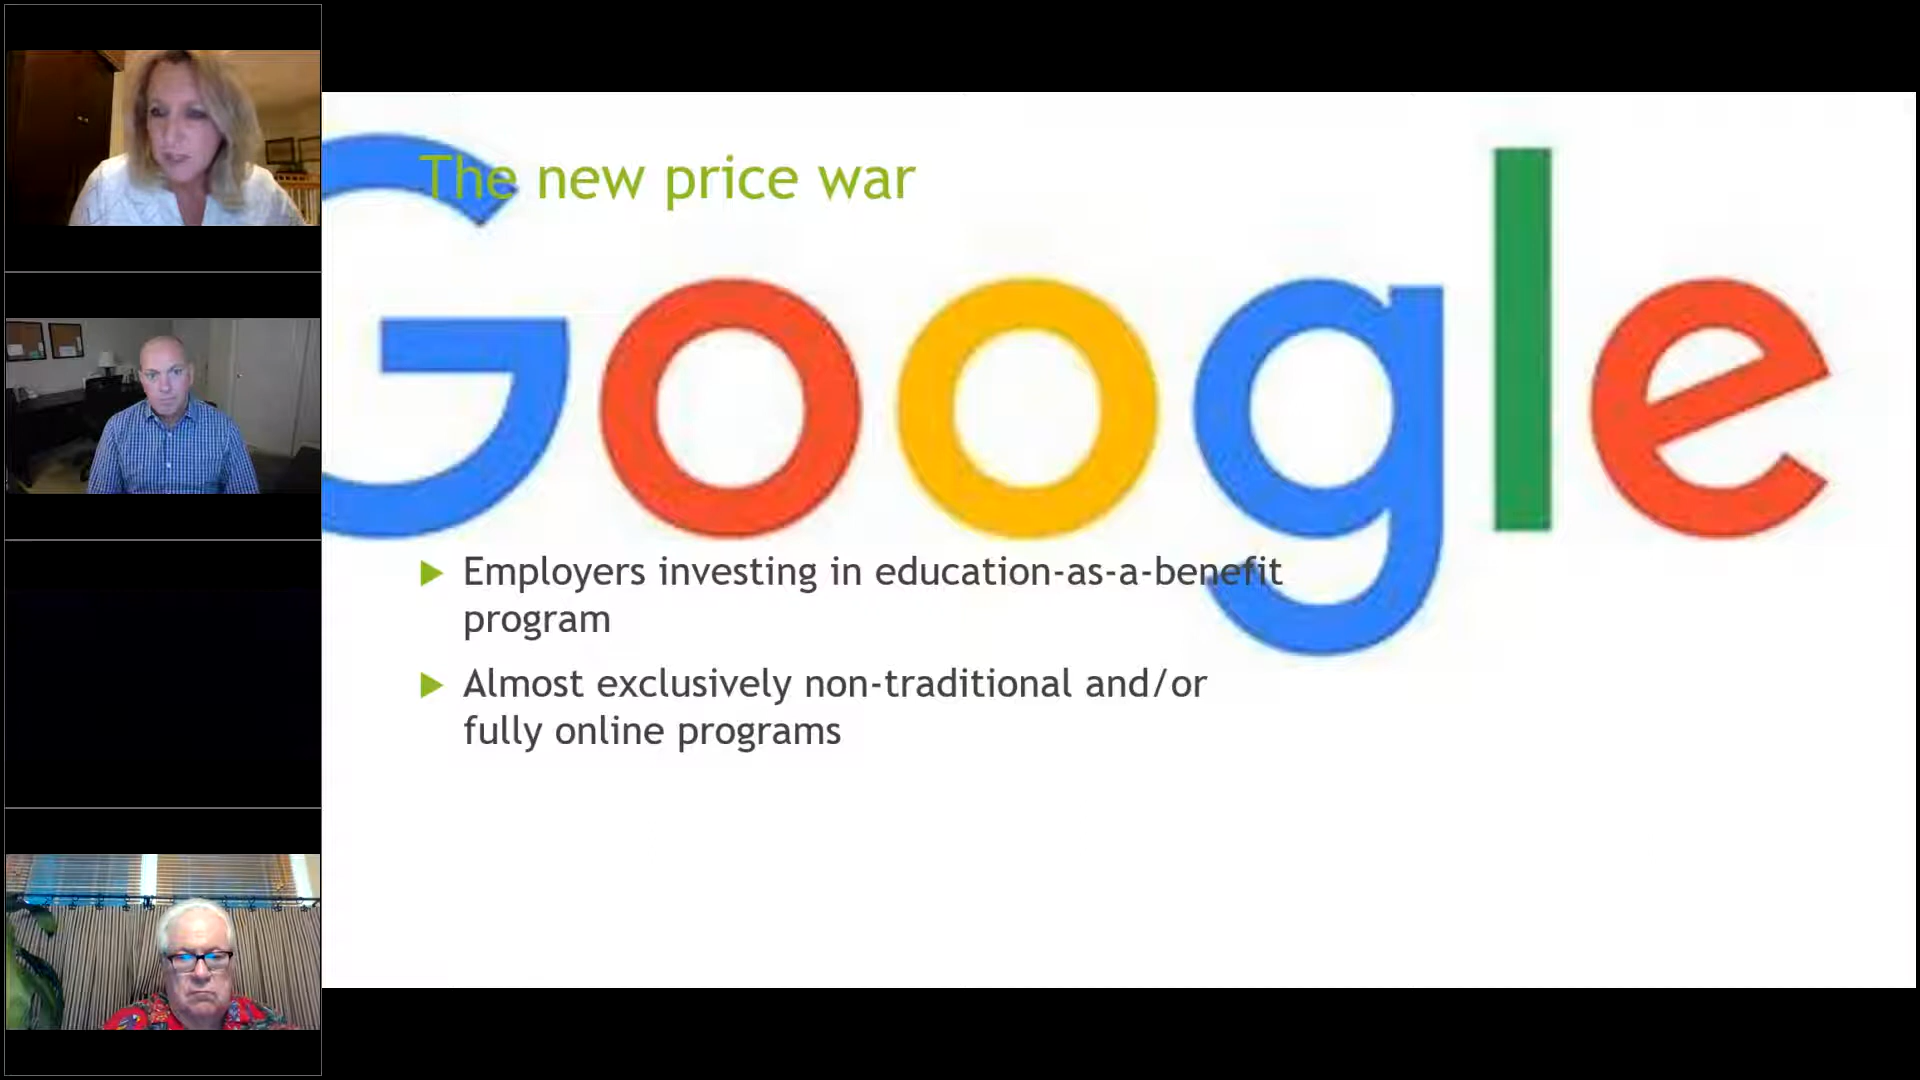 The new price war
Google
Employers investing in education-as-a-benefit
program
Almost exclusively non-traditional and/or
fully online programs